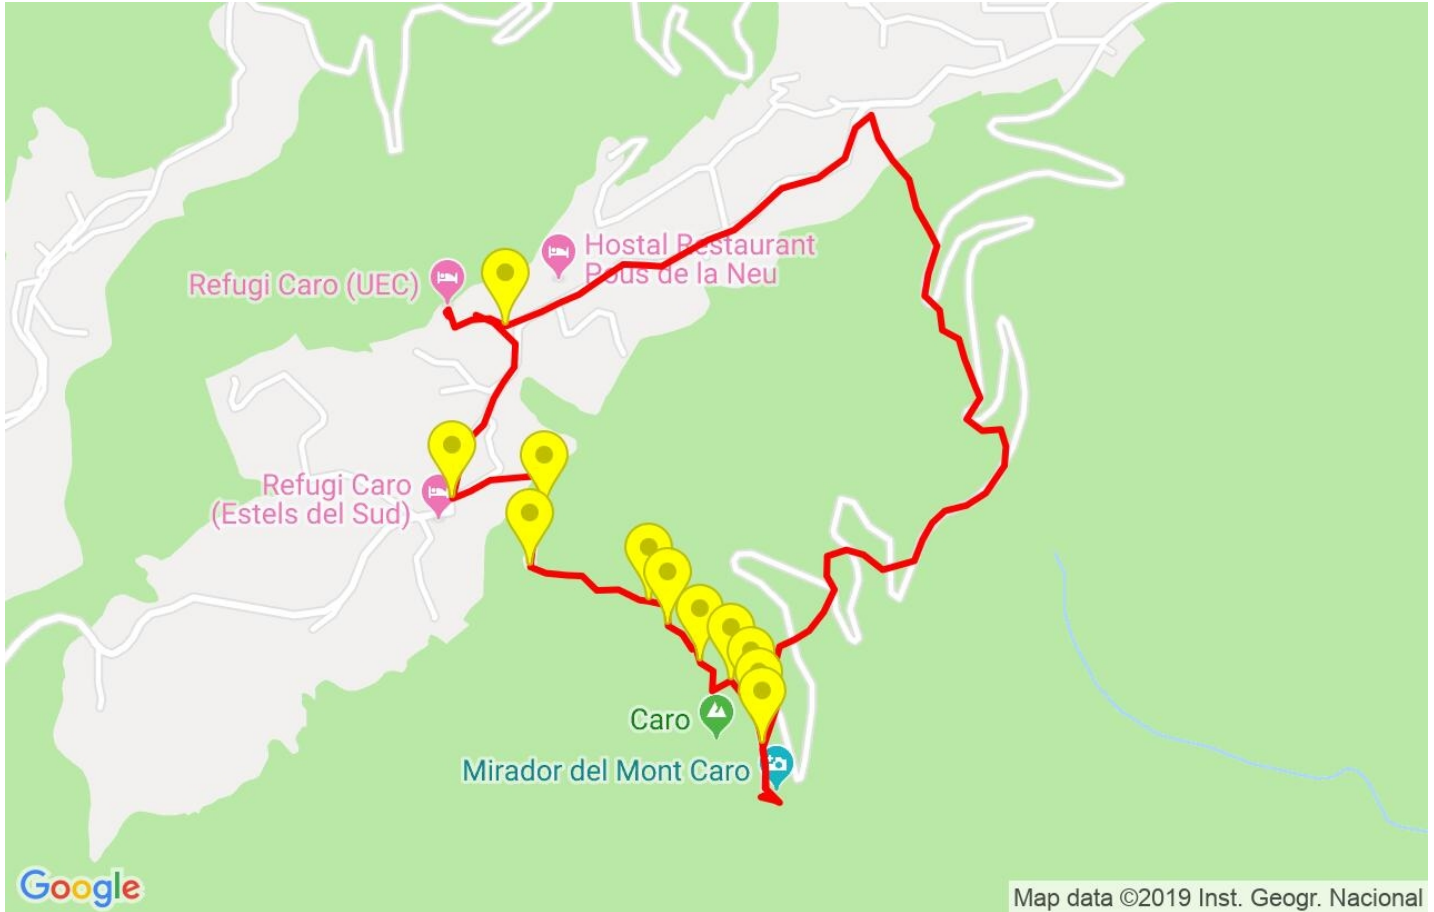 Hostal Restaurant
Pous de la Neu
Refugi Caro (UEC)
Refugi Caro
(Estels del Sud)
Caro
Mirador del Mont Caro
Google
Map data ©2019 Inst. Geogr. Nacional